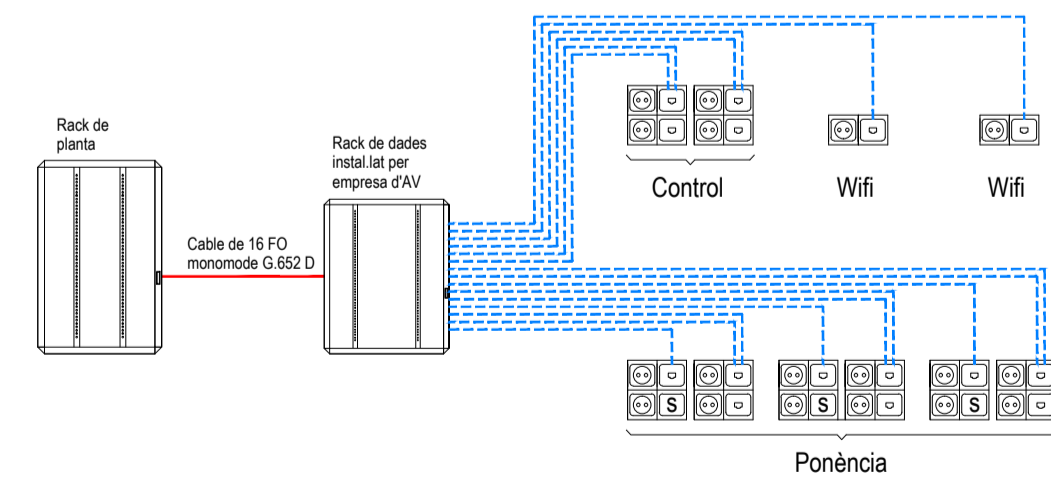 Rack de
planta
Rack de dades
instal.lat per
empresa d'AV
Cable de 16 FO
monomode G.652 D
Control
Wifi
Wifi
S
S
S
Ponència